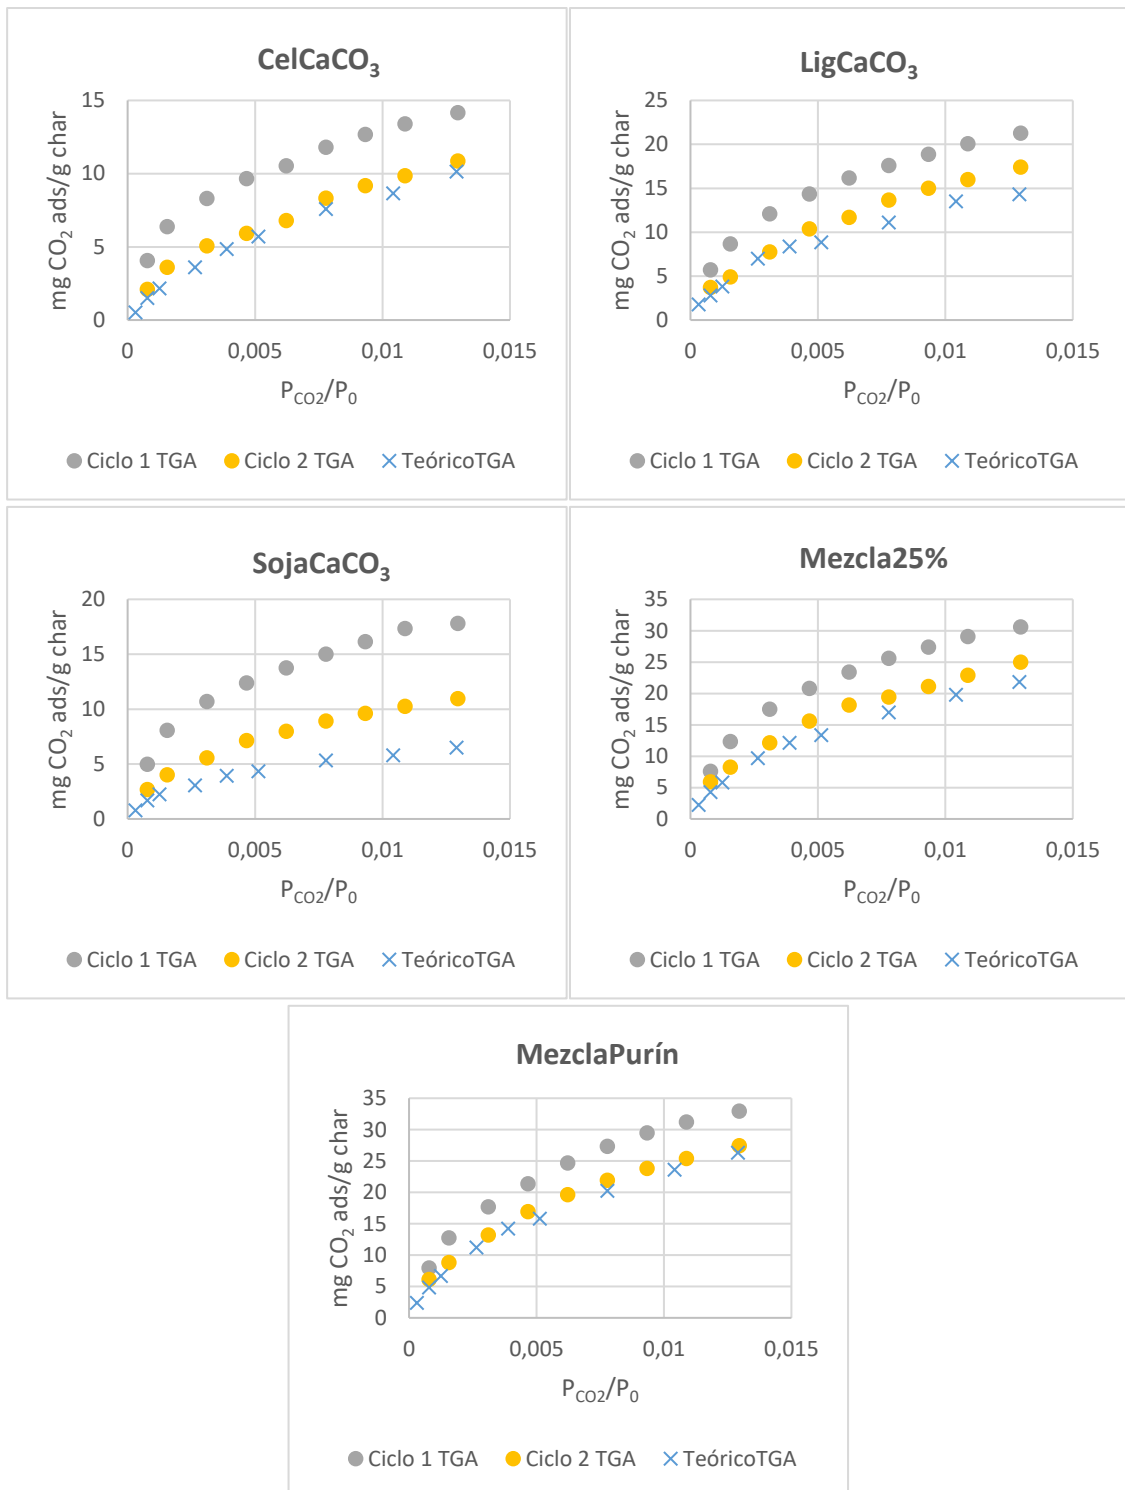 CelCaCO₃
15
10
5
0
mg CO₂ ads/g char
0 0,005 0,01 0,015
P_CO2/P₀
Ciclo 1 TGA Ciclo 2 TGA TeóricoTGA
LigCaCO₃
25
20
15
10
5
0
mg CO₂ ads/g char
0 0,005 0,01 0,015
P_CO2/P₀
Ciclo 1 TGA Ciclo 2 TGA TeóricoTGA
SojaCaCO₃
20
15
10
5
0
mg CO₂ ads/g char
0 0,005 0,01 0,015
P_CO2/P₀
Ciclo 1 TGA Ciclo 2 TGA TeóricoTGA
Mezcla25%
35
30
25
20
15
10
5
0
mg CO₂ ads/g char
0 0,005 0,01 0,015
P_CO2/P₀
Ciclo 1 TGA Ciclo 2 TGA TeóricoTGA
MezclaPurín
35
30
25
20
15
10
5
0
mg CO₂ ads/g char
0 0,005 0,01 0,015
P_CO2/P₀
Ciclo 1 TGA Ciclo 2 TGA TeóricoTGA